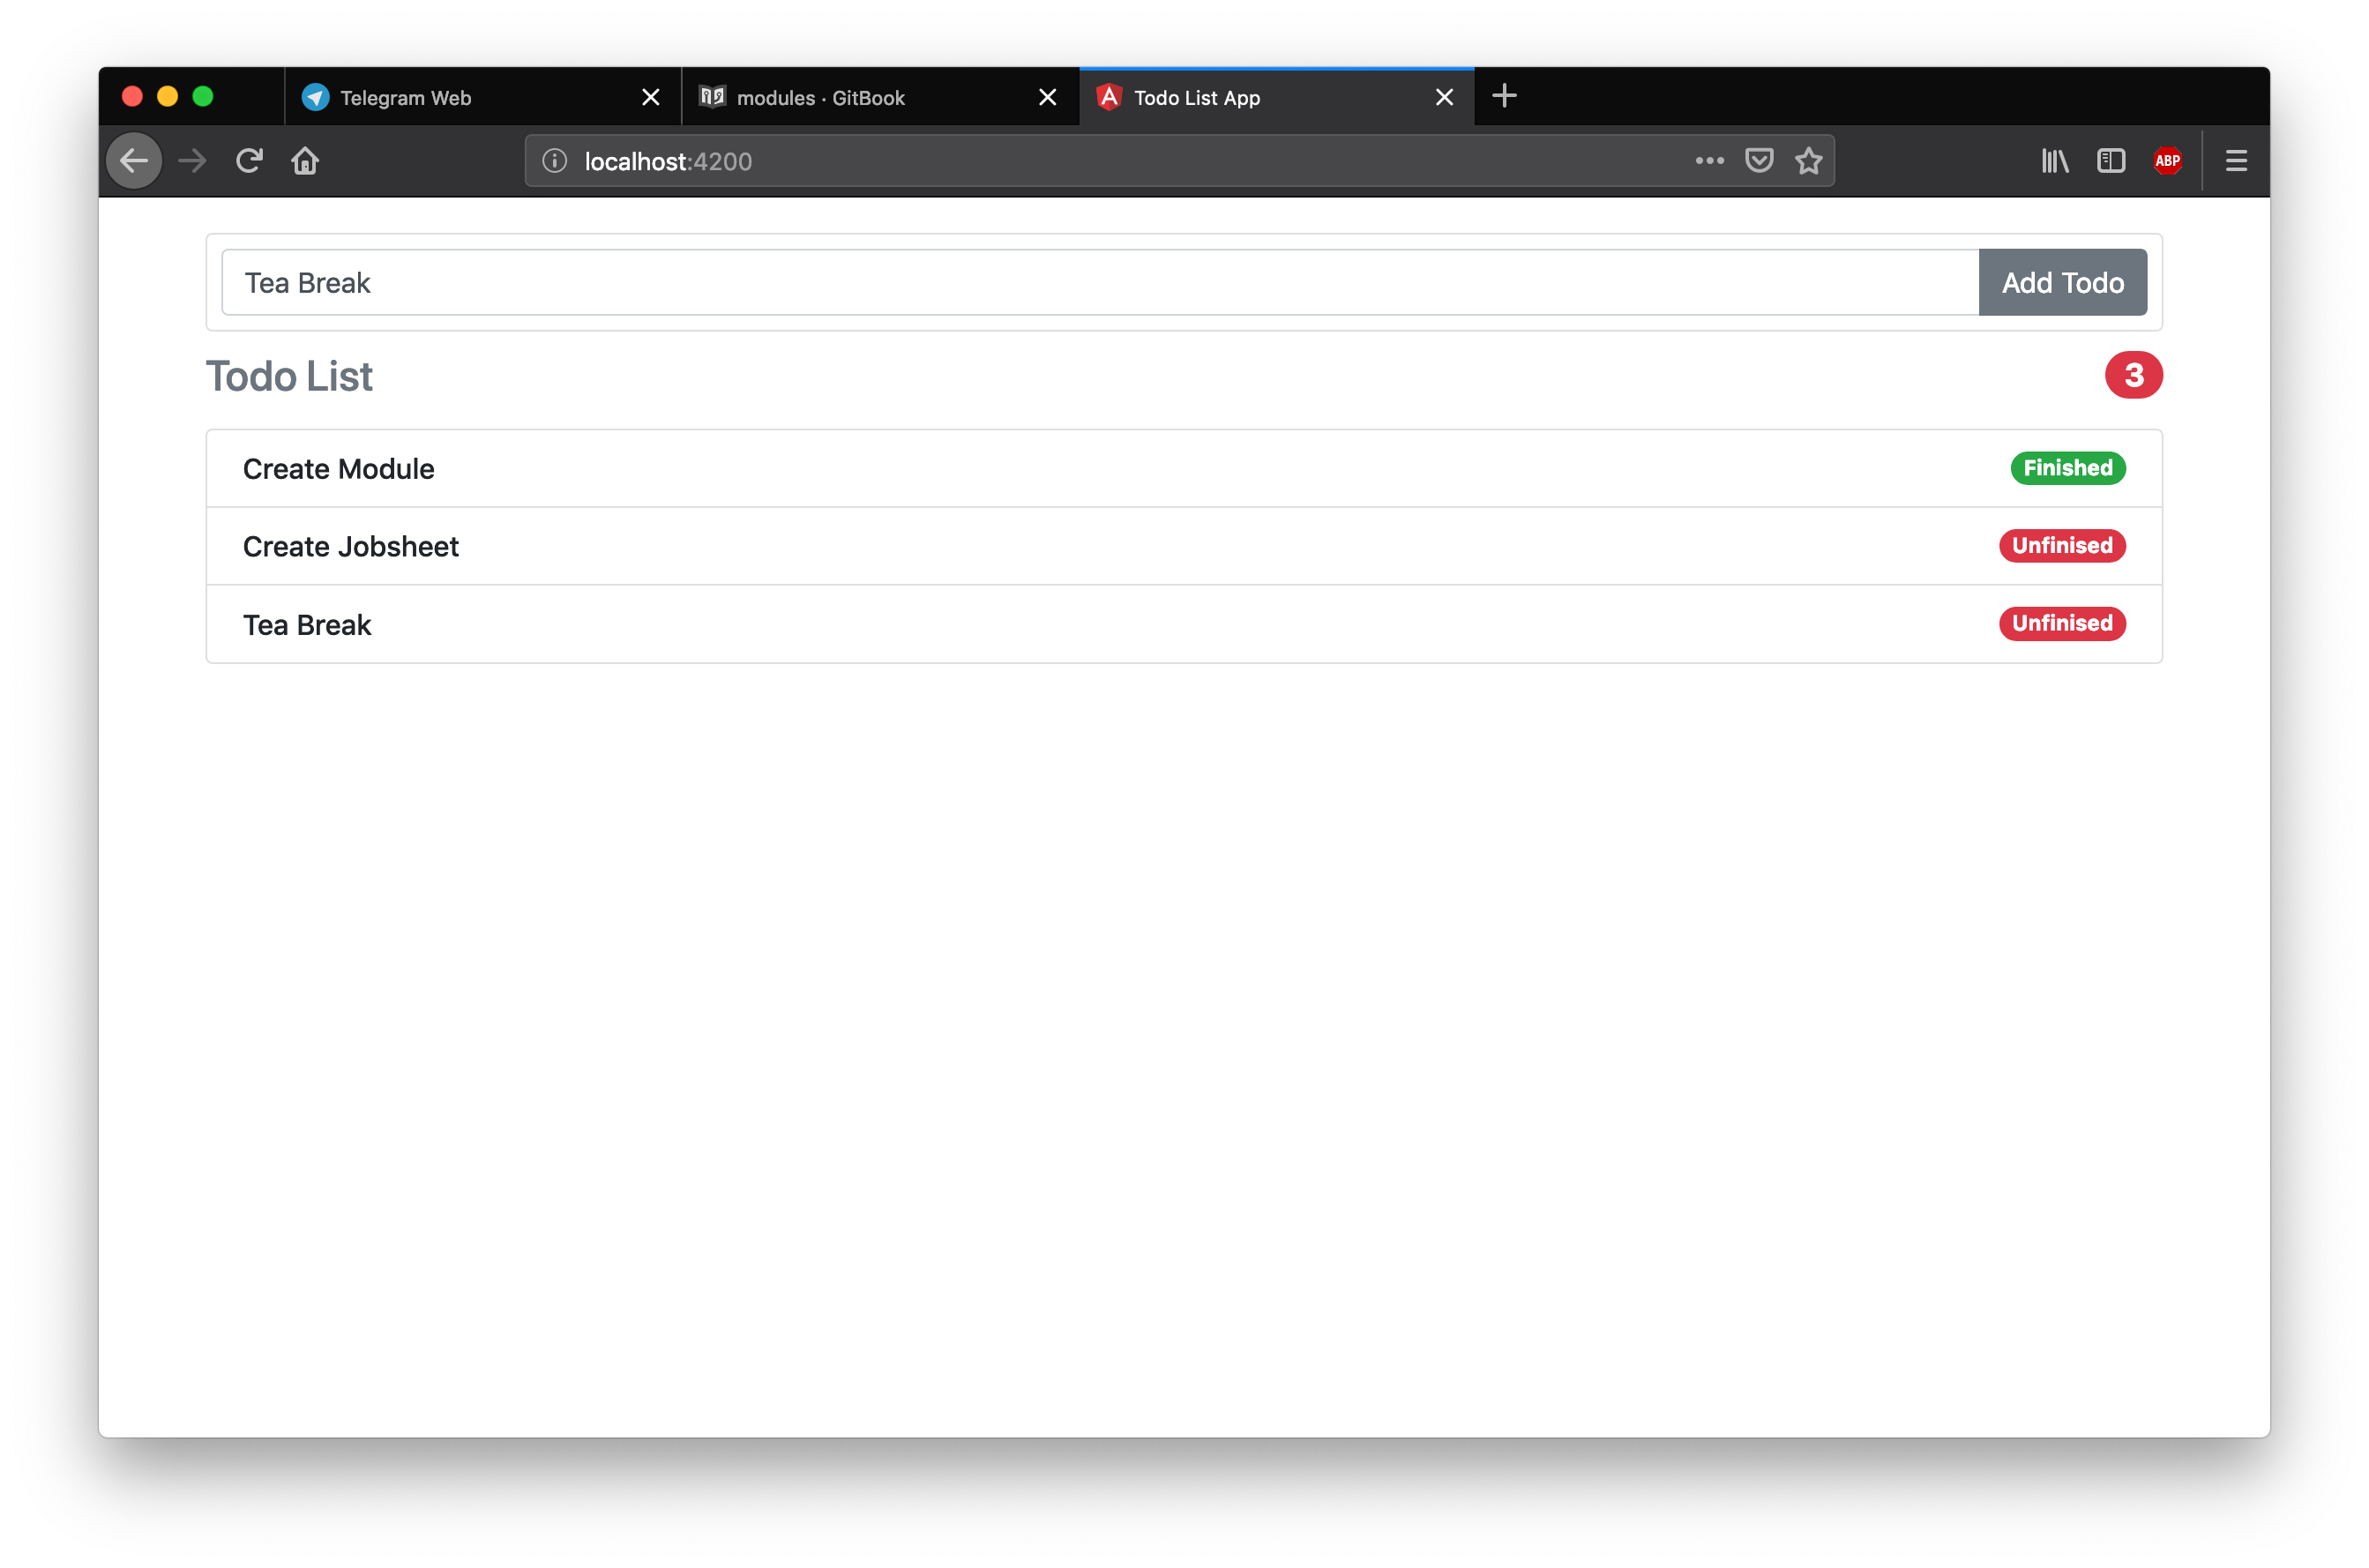 Telegram Web
modules · GitBook
Todo List App
localhost:4200
ABP
Tea Break
Add Todo
Todo List
3
Create Module
Finished
Create Jobsheet
Unfinised
Tea Break
Unfinised